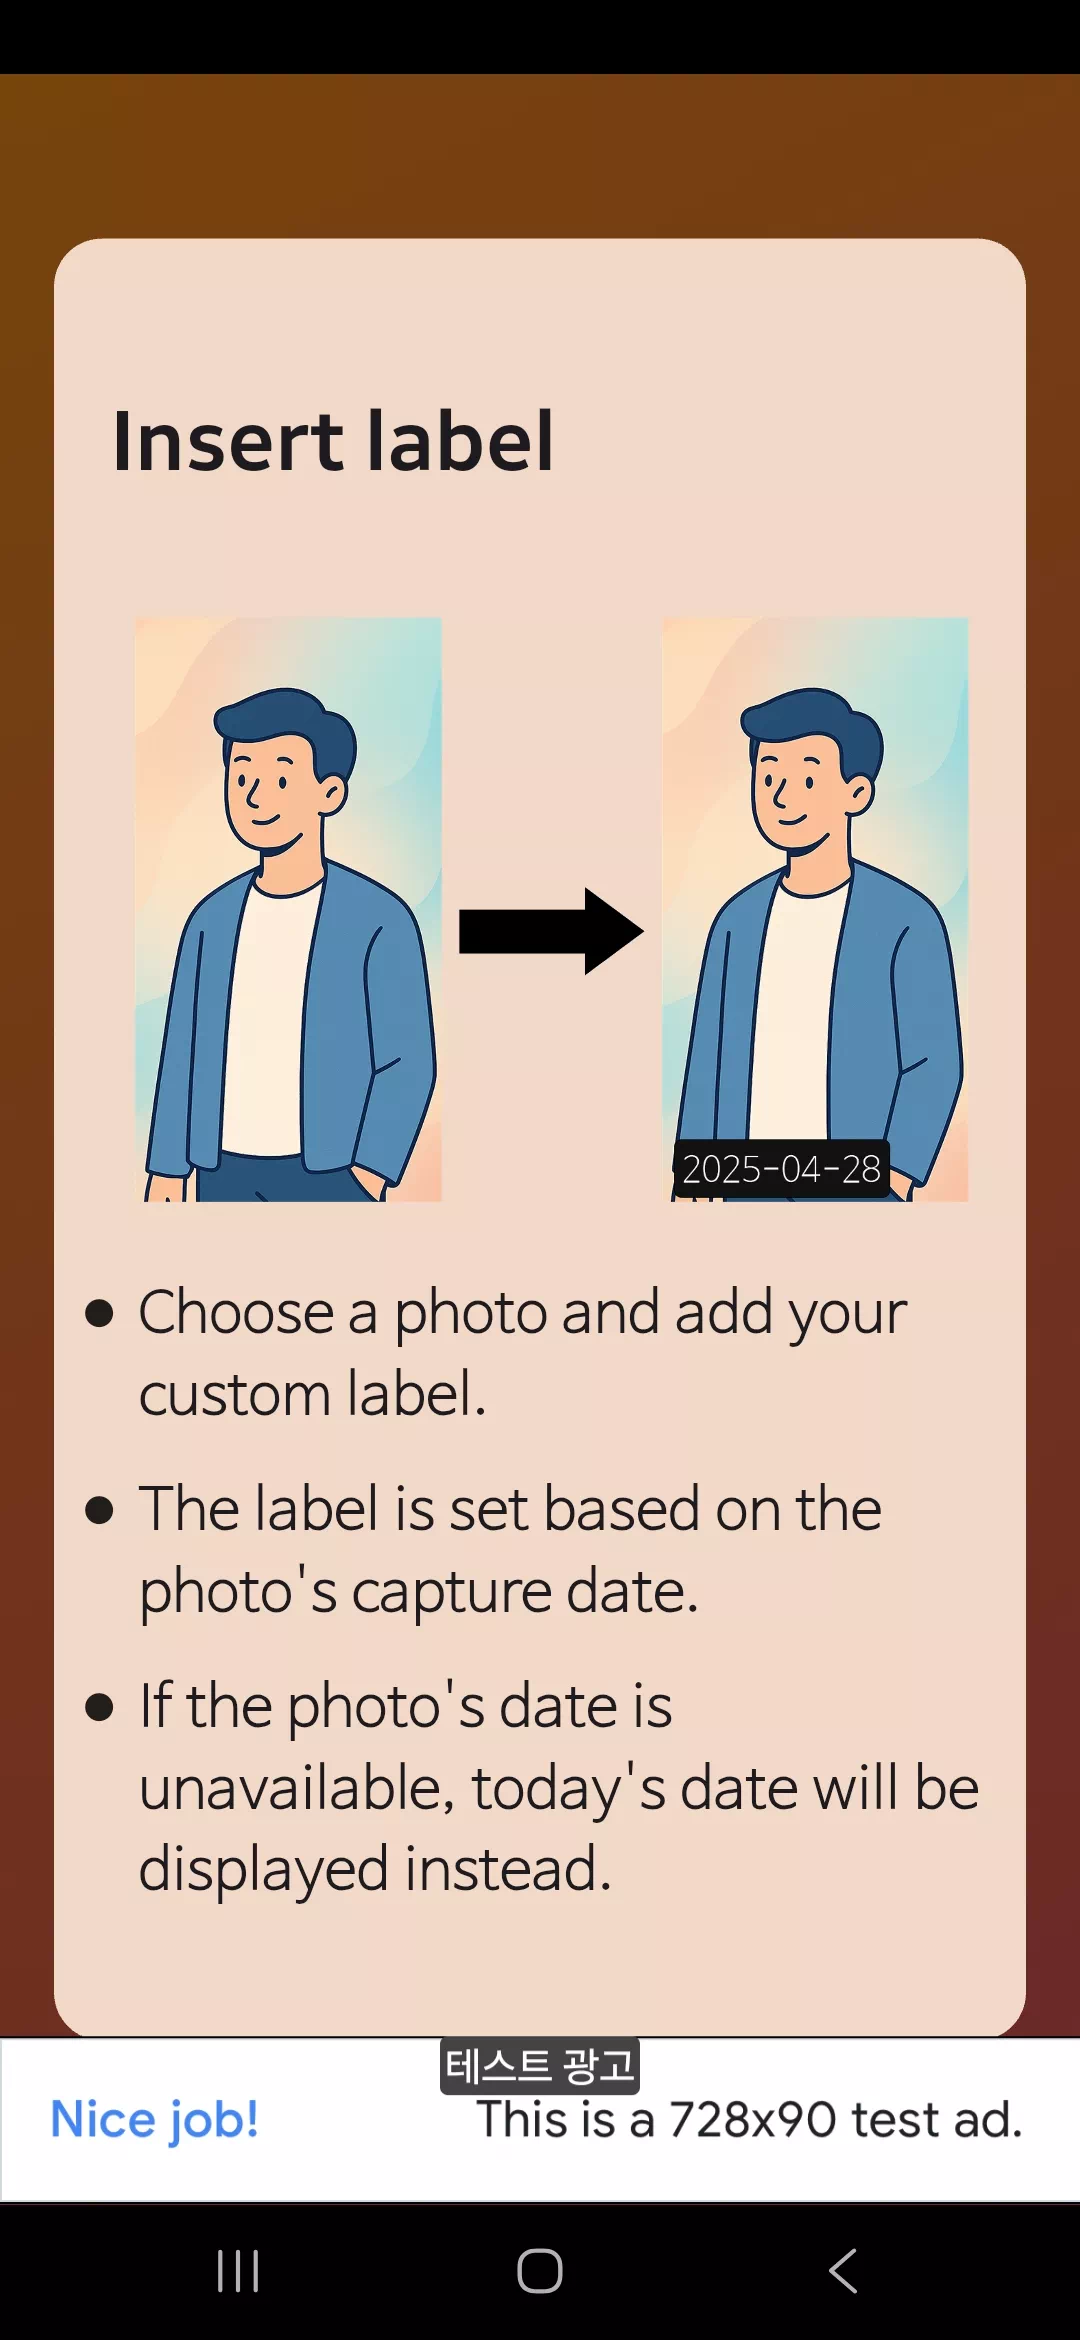 Insert label
2025-04-28
Choose a photo and add your
custom label.
The label is set based on the
photo's capture date.
If the photo's date is
unavailable, today's date will be
displayed instead.
테스트 광고
Nice job!
This is a 728x90 test ad.